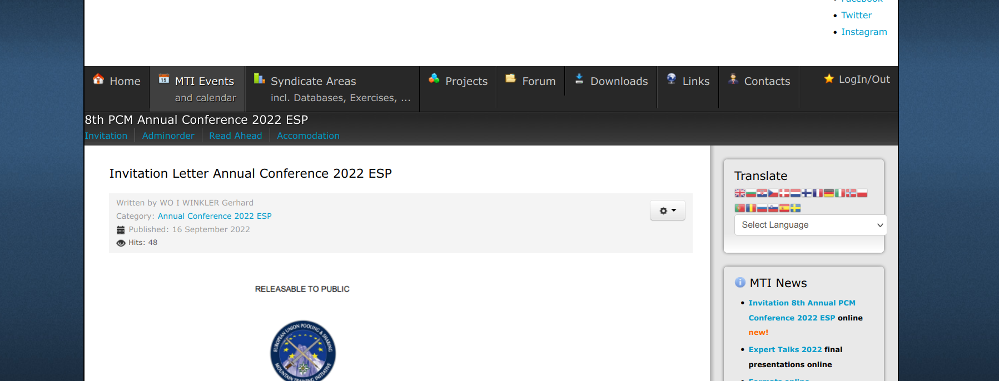 Facebook
Twitter
Instagram
Home
MTI Events
and calendar
Syndicate Areas
incl. Databases, Exercises, ...
Projects
Forum
Downloads
Links
Contacts
LogIn/Out
8th PCM Annual Conference 2022 ESP
Invitation
Adminorder
Read Ahead
Accomodation
Invitation Letter Annual Conference 2022 ESP
Written by WO I WINKLER Gerhard
Category: Annual Conference 2022 ESP
Published: 16 September 2022
Hits: 48
RELEASABLE TO PUBLIC
EUROPEAN UNION POOLING & SHARING
MOUNTAIN TRAINING INITIATIVE
Translate
Select Language
MTI News
Invitation 8th Annual PCM
Conference 2022 ESP online
new!
Expert Talks 2022 final
presentations online
Formats online